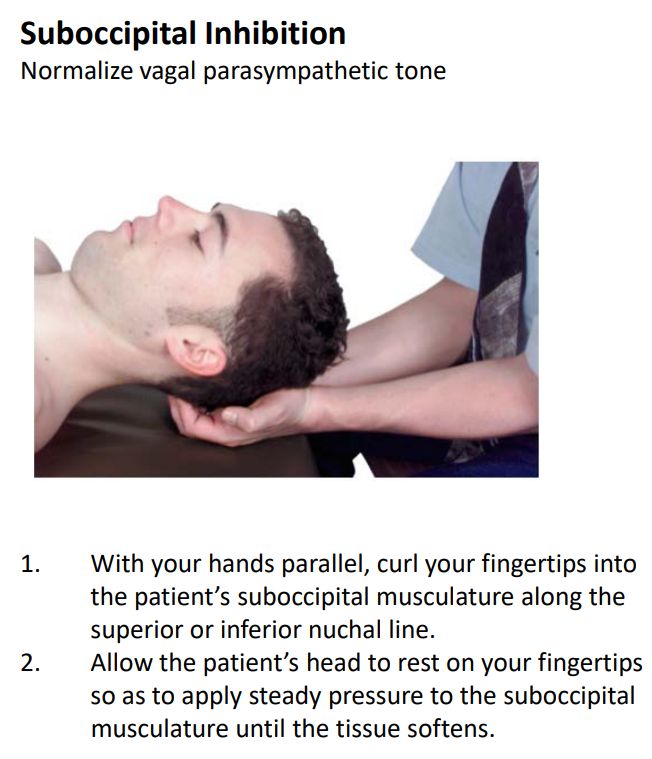 Suboccipital Inhibition
Normalize vagal parasympathetic tone
1. With your hands parallel, curl your fingertips into
the patient’s suboccipital musculature along the
superior or inferior nuchal line.
2. Allow the patient’s head to rest on your fingertips
so as to apply steady pressure to the suboccipital
musculature until the tissue softens.